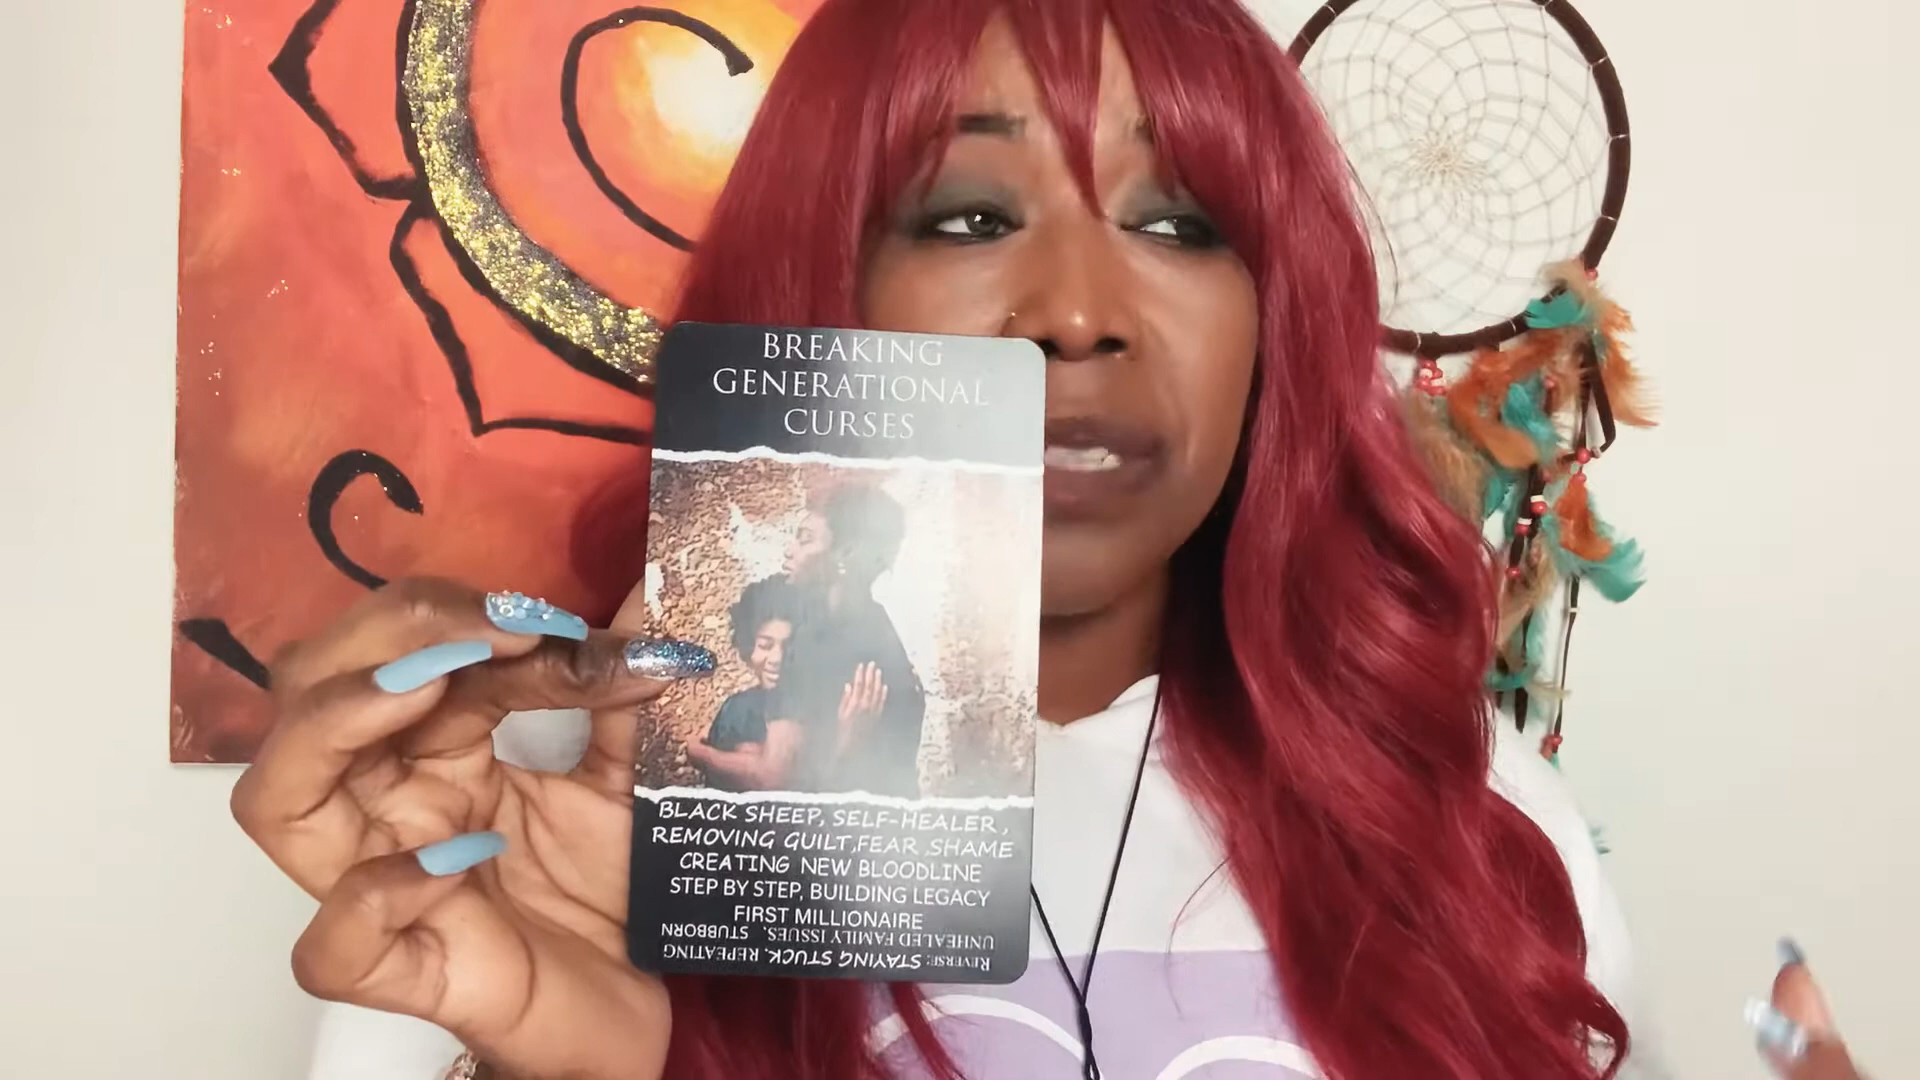 BREAKING
GENERATIONAL
CURSES
BLACK SHEEP, SELF-HEALER,
REMOVING GUILT,FEAR ,SHAME
CREATING NEW BLOODLINE
STEP BY STEP, BUILDING LEGACY
FIRST MILLIONAIRE
REVERSE: STAYING STUCK, REPEATING
UNHEALED FAMILY ISSUES, STUBBORN